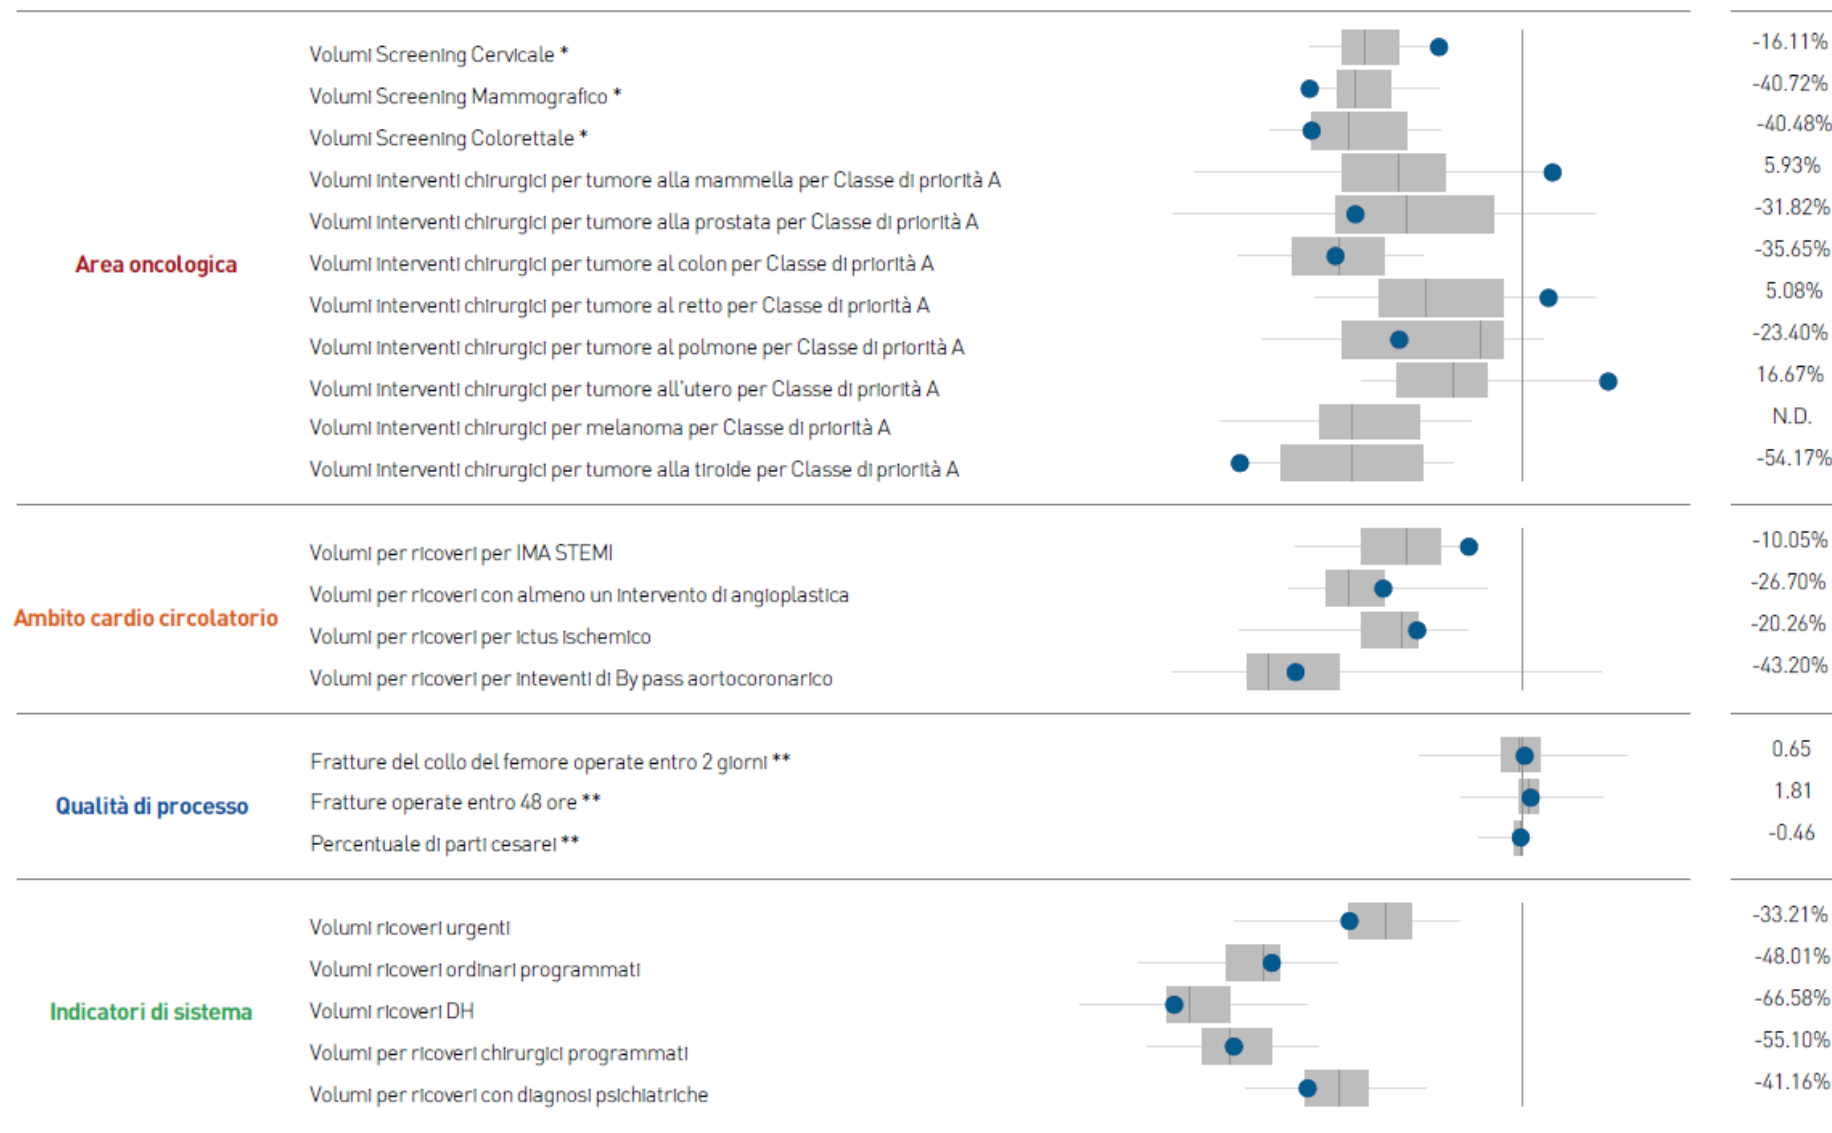 Volumi Screening Cervicale * -16.11%
Volumi Screening Mammografico * -40.72%
Volumi Screening Colorettale * -40.48%
Volumi interventi chirurgici per tumore alla mammella per Classe di priorità A 5.93%
Volumi interventi chirurgici per tumore alla prostata per Classe di priorità A -31.82%
Area oncologica Volumi interventi chirurgici per tumore al colon per Classe di priorità A -35.65%
Volumi interventi chirurgici per tumore al retto per Classe di priorità A 5.08%
Volumi interventi chirurgici per tumore al polmone per Classe di priorità A -23.40%
Volumi interventi chirurgici per tumore all'utero per Classe di priorità A 16.67%
Volumi interventi chirurgici per melanoma per Classe di priorità A N.D.
Volumi interventi chirurgici per tumore alla tiroide per Classe di priorità A -54.17%
Volumi per ricoveri per IMA STEMI -10.05%
Volumi per ricoveri con almeno un intervento di angioplastica -26.70%
Ambito cardio circolatorio
Volumi per ricoveri per ictus ischemico -20.26%
Volumi per ricoveri per inteventi di By pass aortocoronarico -43.20%
Fratture del collo del femore operate entro 2 giorni ** 0.65
Qualità di processo Fratture operate entro 48 ore ** 1.81
Percentuale di parti cesarei ** -0.46
Volumi ricoveri urgenti -33.21%
Volumi ricoveri ordinari programmati -48.01%
Indicatori di sistema Volumi ricoveri DH -66.58%
Volumi per ricoveri chirurgici programmati -55.10%
Volumi per ricoveri con diagnosi psichiatriche -41.16%